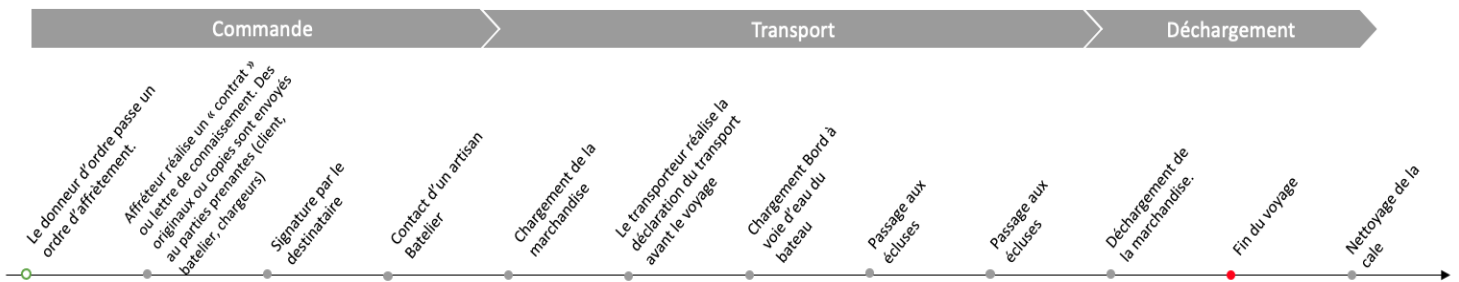 Commande
Transport
Déchargement
Le donneur d'ordre passe un
ordre d'affrètement.
Affréteur réalise un « contrat »
ou lettre de connaissement. Des
originaux ou copies sont envoyés
au parties prenantes (client,
batelier, chargeurs)
Signature par le
destinataire
Contact d'un artisan
Batelier
Chargement de la
marchandise
Le transporteur réalise la
déclaration du transport
avant le voyage
Chargement Bord à
voie d'eau du
bateau
Passage aux
écluses
Passage aux
écluses
Déchargement de
la marchandise.
Fin du voyage
Nettoyage de la
cale